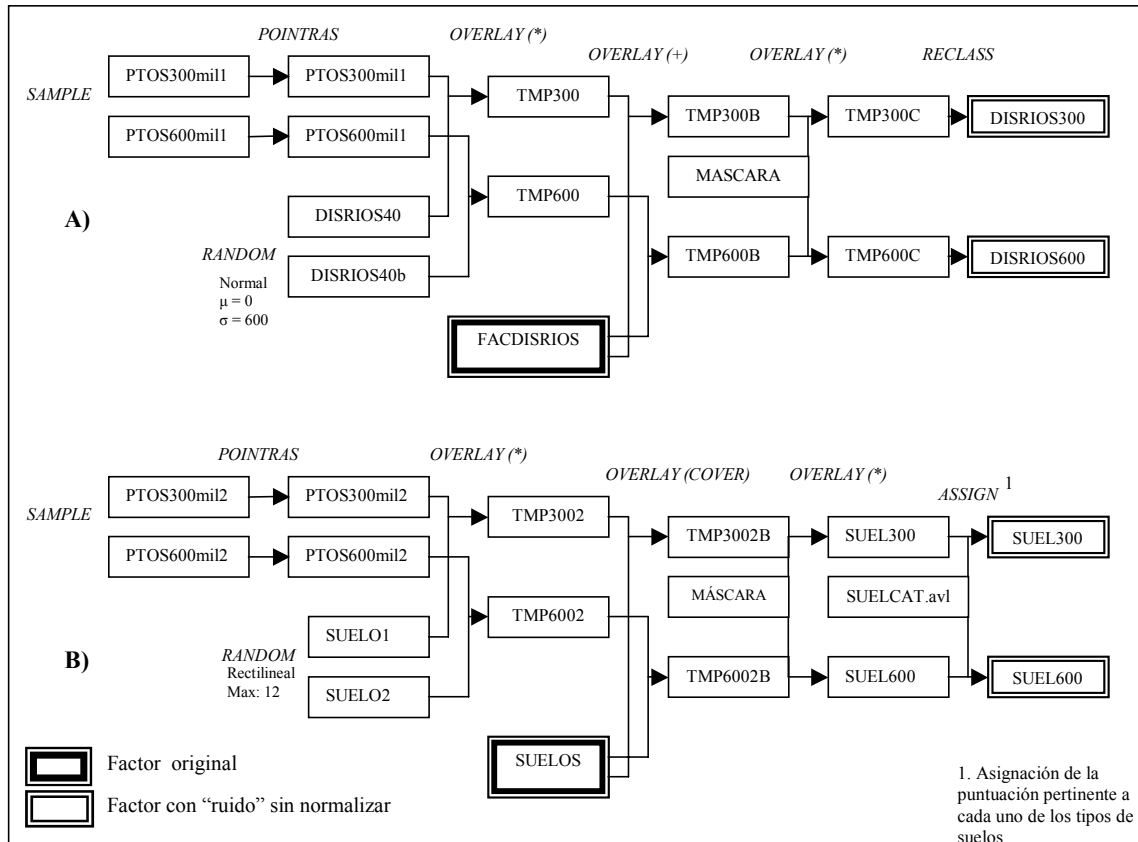 POINTRAS
OVERLAY (*)
OVERLAY (+)
OVERLAY (*)
RECLASS
SAMPLE
PTOS300mil1
PTOS300mil1
TMP300
TMP300B
TMP300C
DISRIOS300
PTOS600mil1
PTOS600mil1
MASCARA
A)
DISRIOS40
TMP600
RANDOM
Normal
μ = 0
σ = 600
DISRIOS40b
TMP600B
TMP600C
DISRIOS600
FACDISRIOS
POINTRAS
OVERLAY (*)
OVERLAY (COVER)
OVERLAY (*)
ASSIGN 1
SAMPLE
PTOS300mil2
PTOS300mil2
TMP3002
TMP3002B
SUEL300
SUEL300
PTOS600mil2
PTOS600mil2
MÁSCARA
SUELCAT.avl
B)
SUELO1
TMP6002
RANDOM
Rectilineal
Max: 12
SUELO2
TMP6002B
SUEL600
SUEL600
SUELOS
Factor original
Factor con “ruido” sin normalizar
1. Asignación de la
puntuación pertinente a
cada uno de los tipos de
suelos